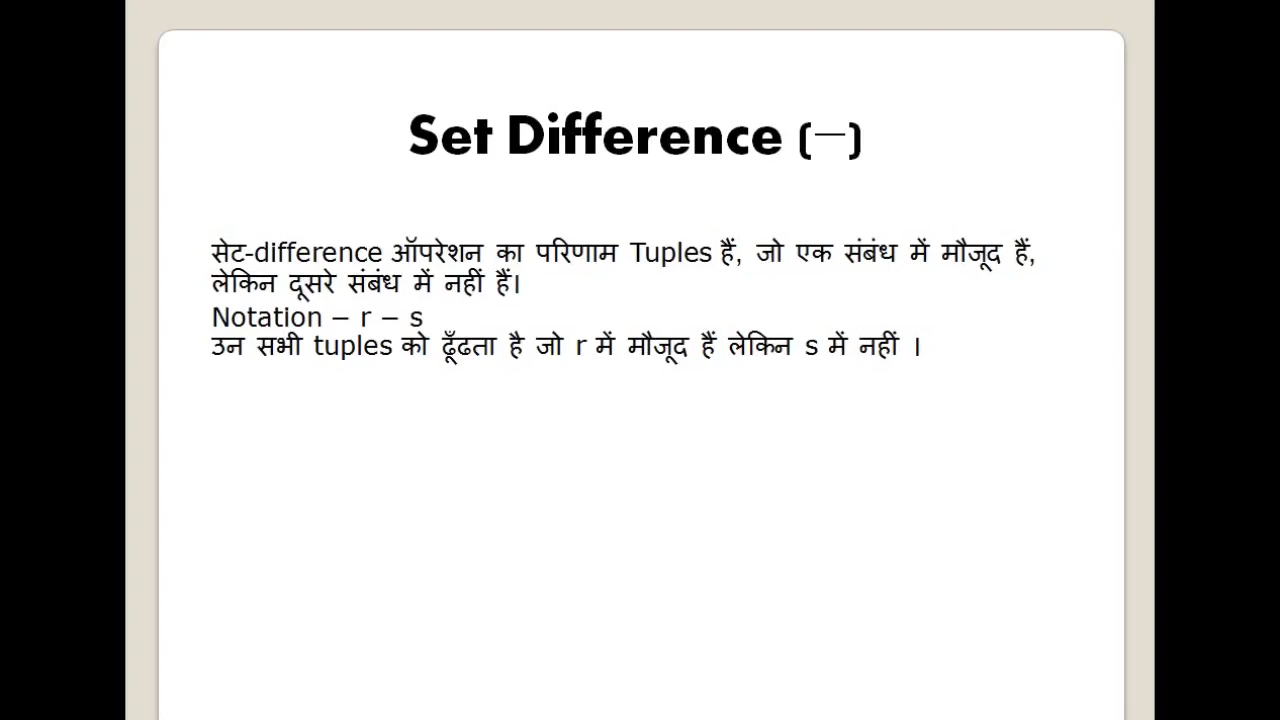 Set Difference (—)
सेट-difference ऑपरेशन का परिणाम Tuples हैं, जो एक संबंध में मौजूद हैं,
लेकिन दूसरे संबंध में नहीं हैं।
Notation − r − s
उन सभी tuples को ढूँढता है जो r में मौजूद हैं लेकिन s में नहीं ।